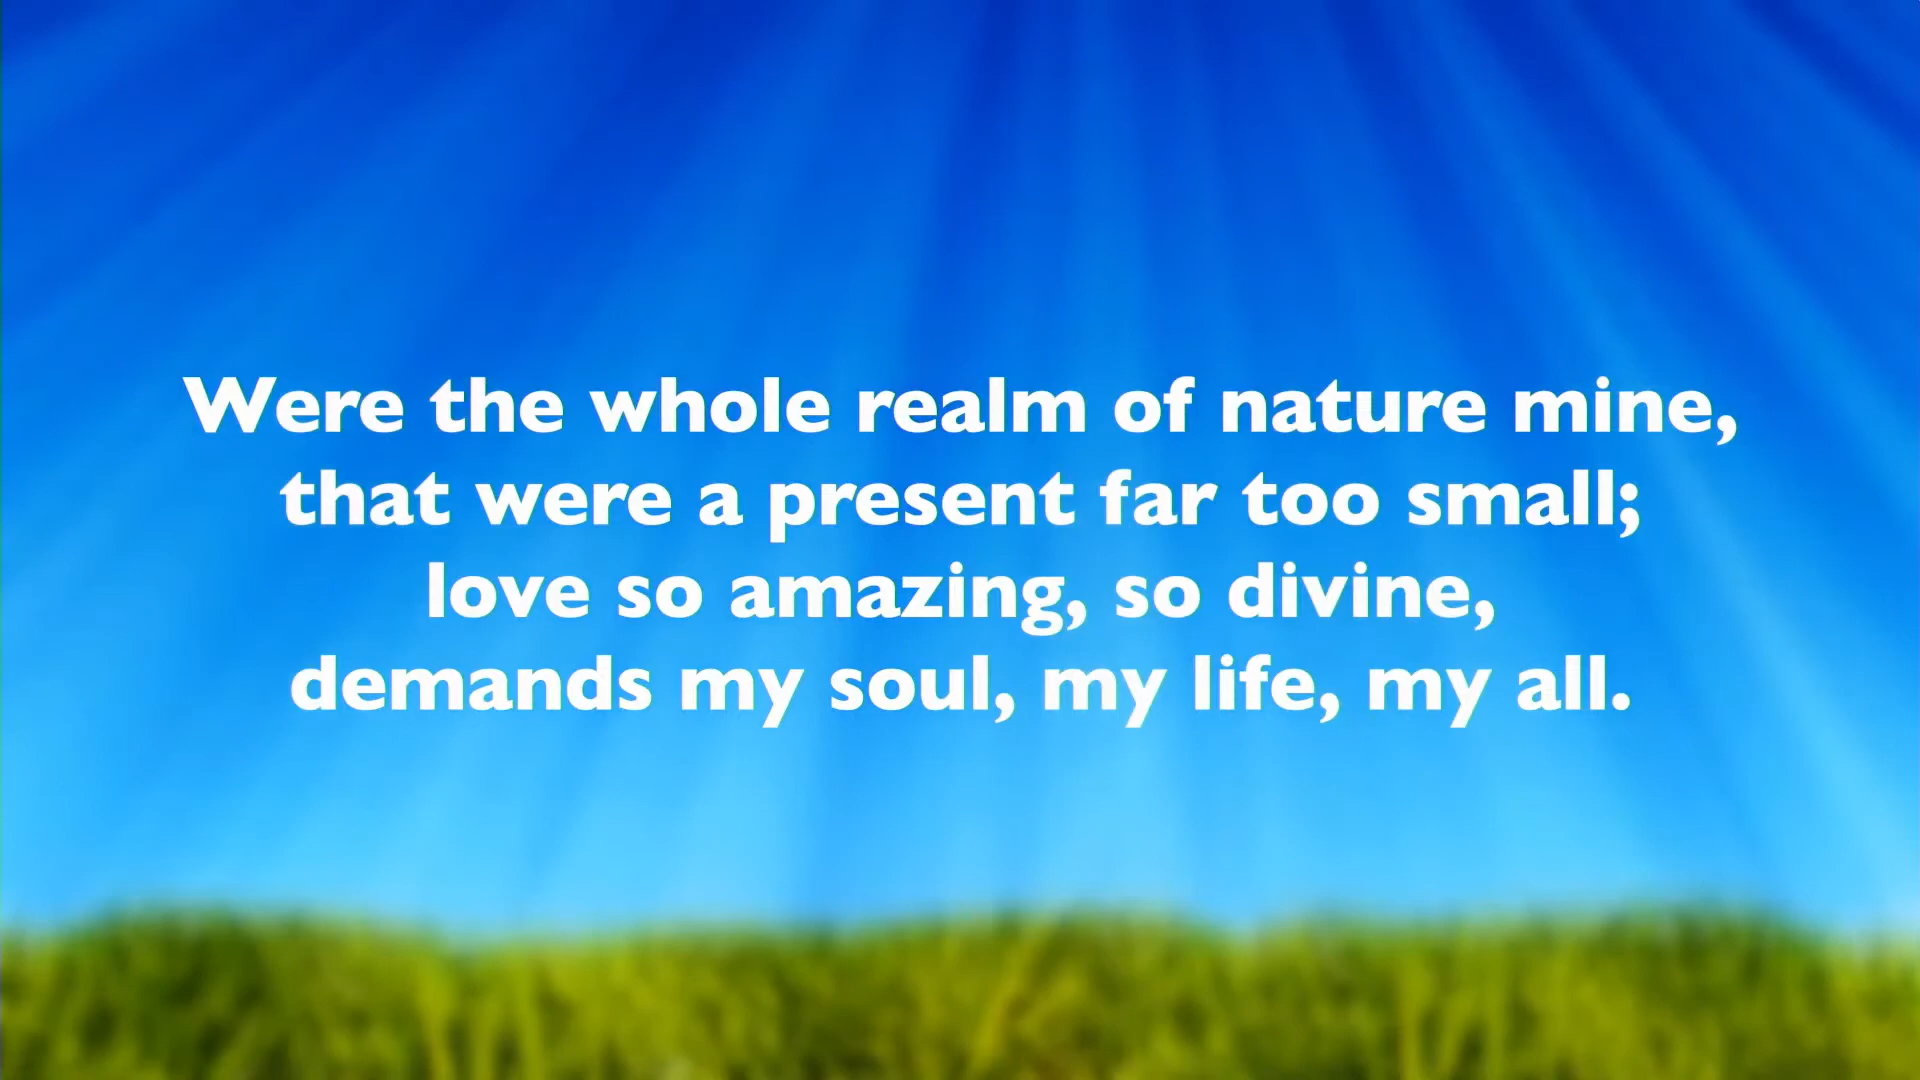 Were the whole realm of nature mine,
that were a present far too small;
love so amazing, so divine,
demands my soul, my life, my all.